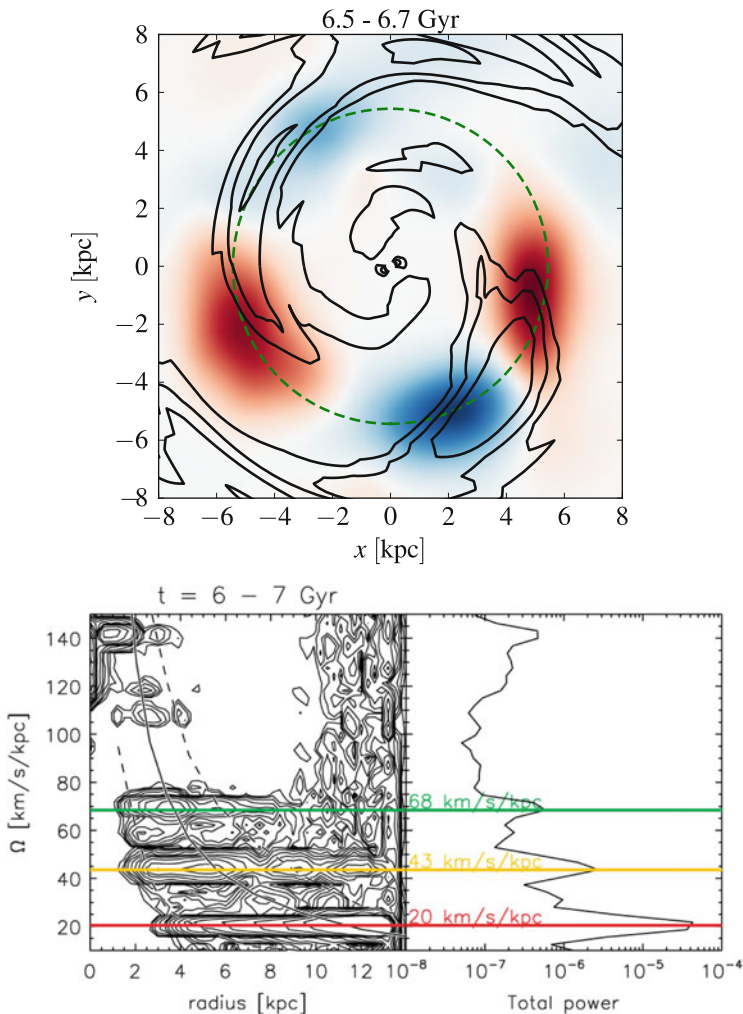 6.5 - 6.7 Gyr
8
6
4
2
0
−2
−4
−6
−8
y [kpc]
−8 −6 −4 −2 0 2 4 6 8
x [kpc]
t = 6 – 7 Gyr
140
120
100
80
60
40
20
Ω [km/s/kpc]
68 km/s/kpc
43 km/s/kpc
20 km/s/kpc
0 2 4 6 8 10 12 10-8 10-7 10-6 10-5 10-4
radius [kpc] Total power